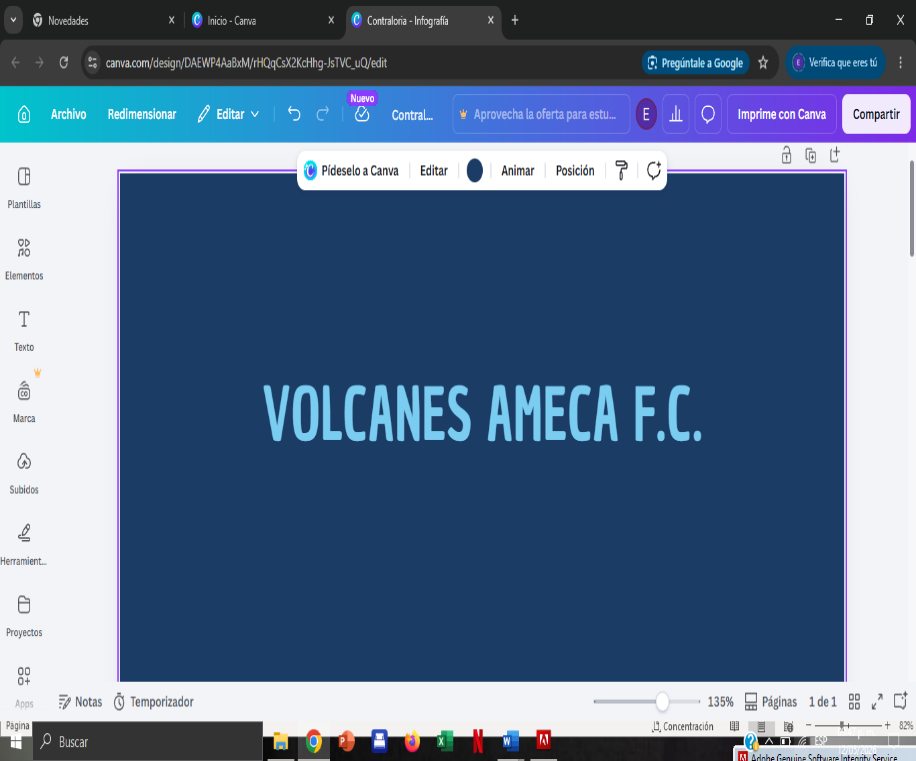 Novedades
Inicio - Canva
Contraloria - Infografía
canva.com/design/DAEWP4AaBxM/rHQqCsX2KcHhg-JsTVC_uQ/edit
Pregúntale a Google
E
Verifica que eres tú
Nuevo
Archivo
Redimensionar
Editar
Contral...
Aprovecha la oferta para estu...
E
Imprime con Canva
Compartir
Pídeselo a Canva
Editar
Animar
Posición
Plantillas
Elementos
Texto
Marca
Subidos
Herramient...
Proyectos
Apps
VOLCANES AMECA F.C.
Notas
Temporizador
135%
Páginas
1 de 1
Página
Concentración
82%
Buscar
ESP
Adobe Genuine Software Integrity Service